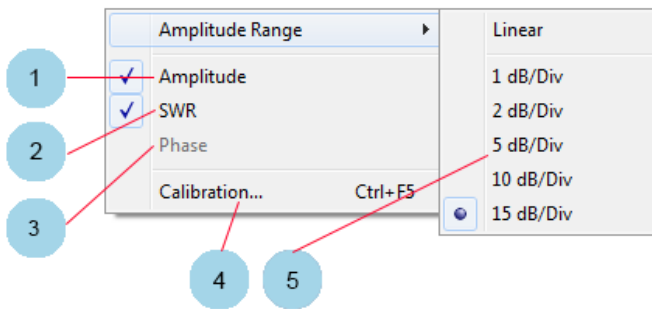 Amplitude Range
Linear
1
Amplitude
1 dB/Div
SWR
2 dB/Div
2
Phase
5 dB/Div
10 dB/Div
3
Calibration... Ctrl+F5
15 dB/Div
4
5